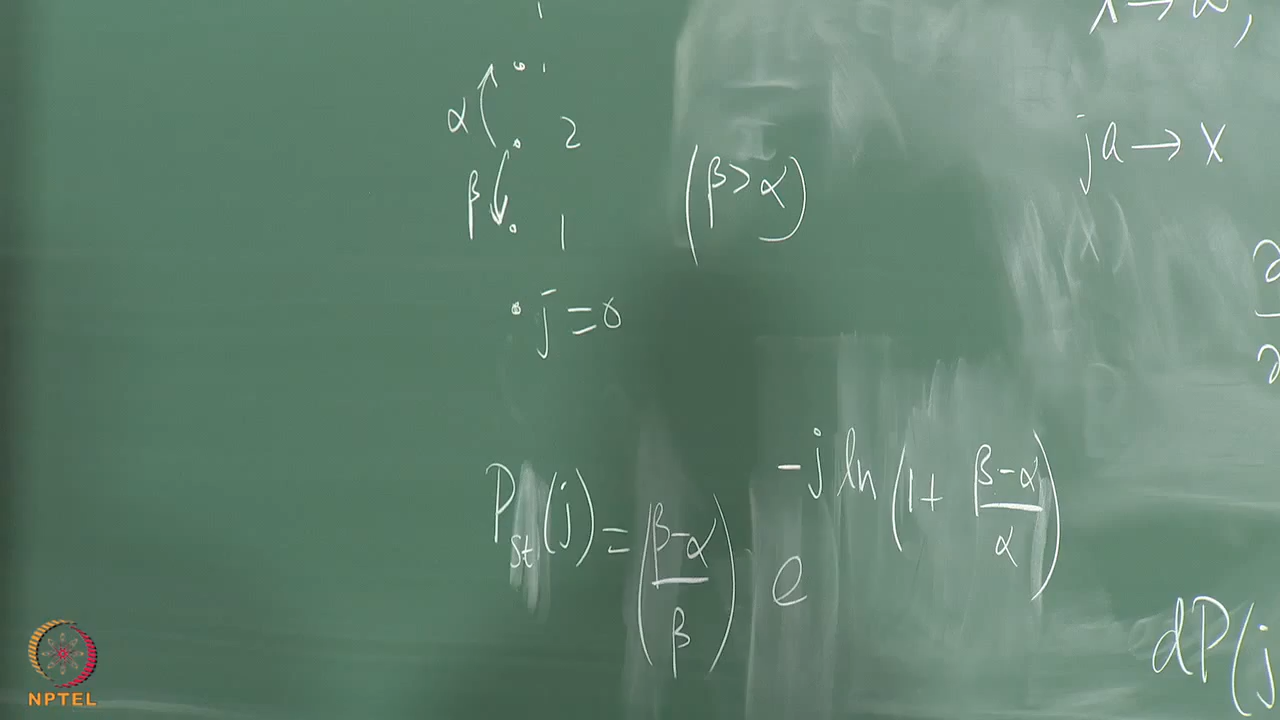 α 2
β 1
(β > α)
j = 0
ja → x
P_st(j) = ((β-α)/β) e^{-j ln(1 + (β-α)/α)}
dP(j
NPTEL